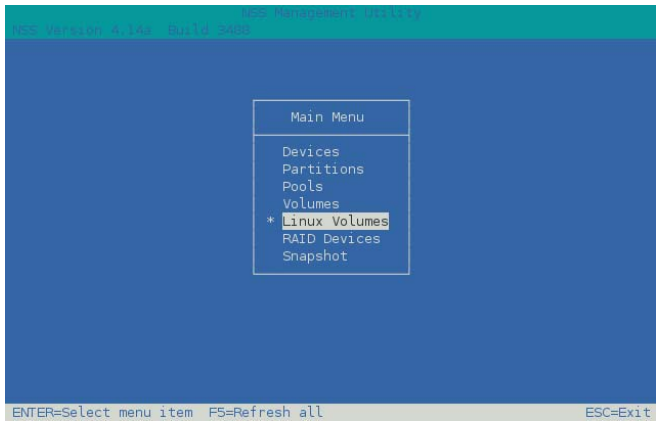 NSS Management Utility
NSS Version 4.14a Build 3488
Main Menu
Devices
Partitions
Pools
Volumes
* Linux Volumes
RAID Devices
Snapshot
ENTER=Select menu item F5=Refresh all ESC=Exit